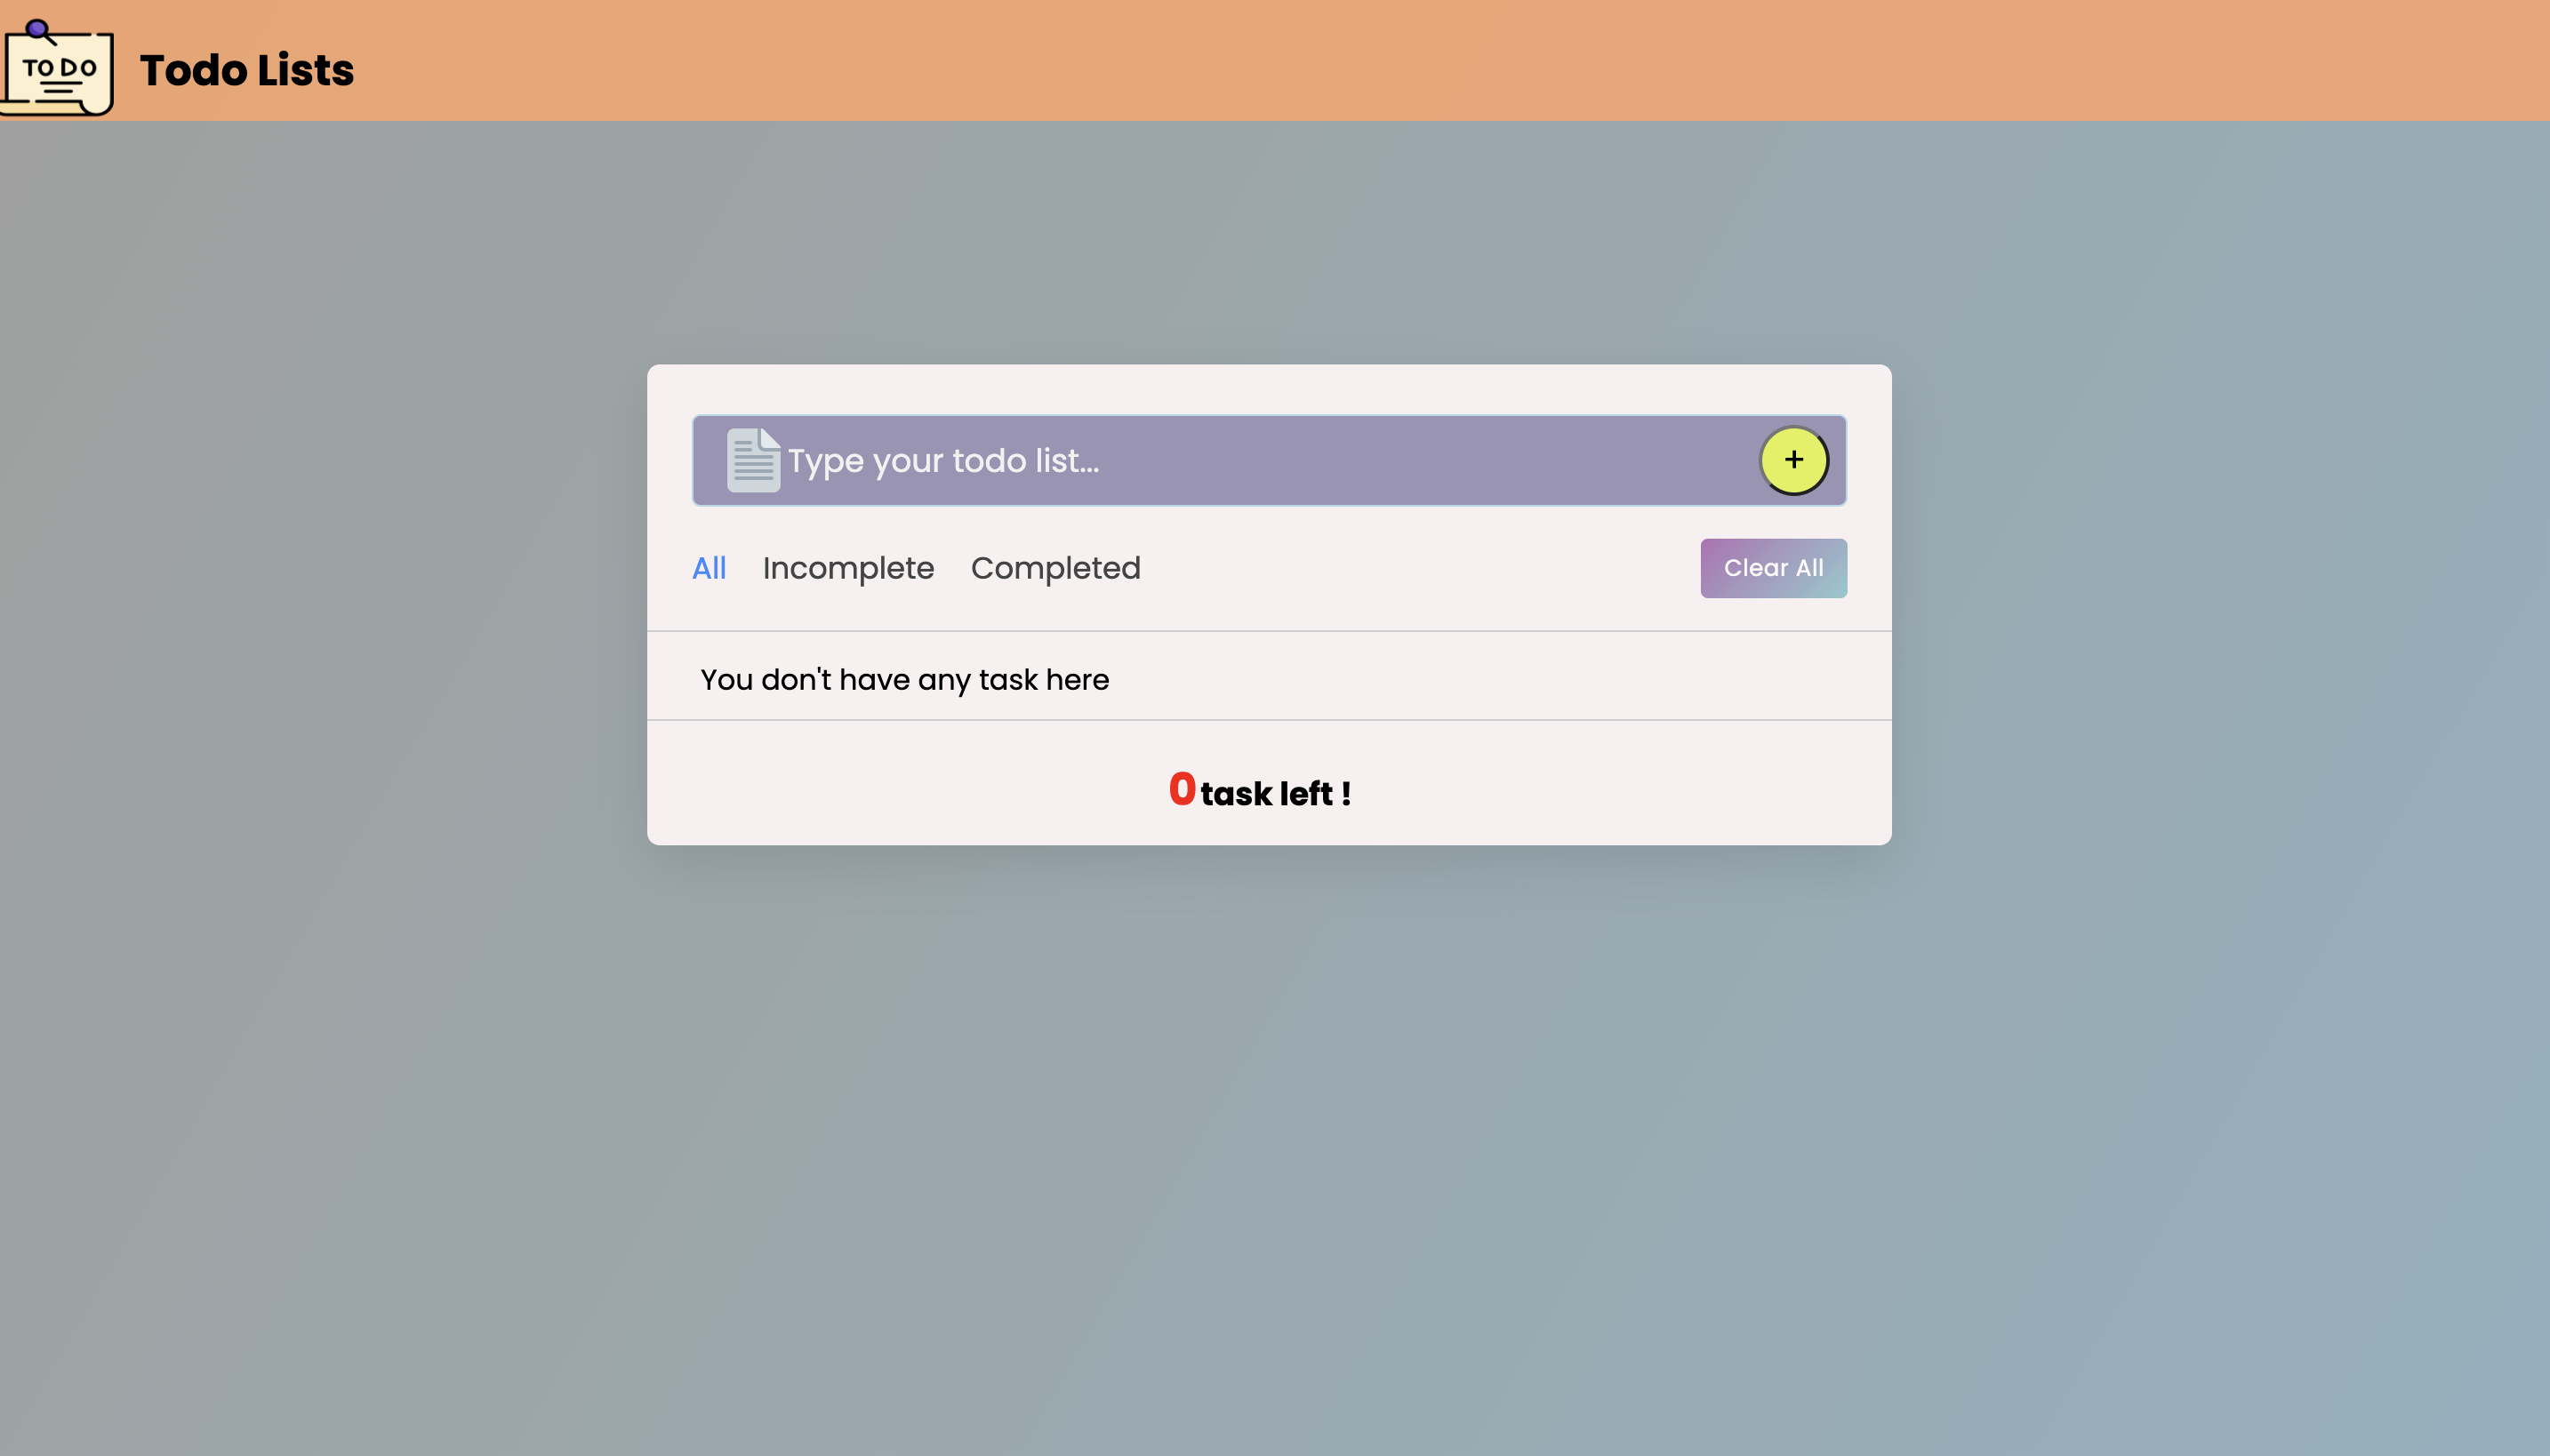 TO DO
Todo Lists
Type your todo list...
+
All Incomplete Completed
Clear All
You don't have any task here
0 task left !